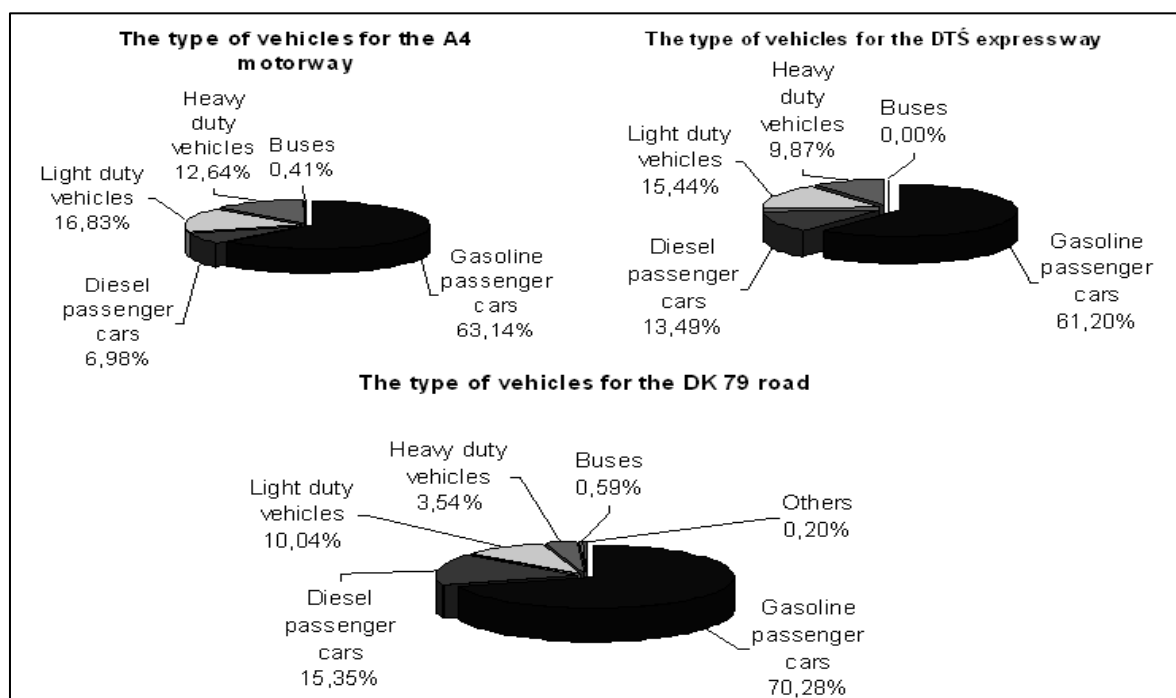 The type of vehicles for the A4
motorway
Heavy
duty
vehicles
12,64%
Buses
0,41%
Light duty
vehicles
16,83%
Diesel
passenger
cars
6,98%
Gasoline
passenger
cars
63,14%
The type of vehicles for the DTŚ expressway
Heavy
duty
vehicles
9,87%
Buses
0,00%
Light duty
vehicles
15,44%
Diesel
passenger
cars
13,49%
Gasoline
passenger
cars
61,20%
The type of vehicles for the DK 79 road
Heavy duty
vehicles
3,54%
Buses
0,59%
Light duty
vehicles
10,04%
Others
0,20%
Diesel
passenger
cars
15,35%
Gasoline
passenger
cars
70,28%